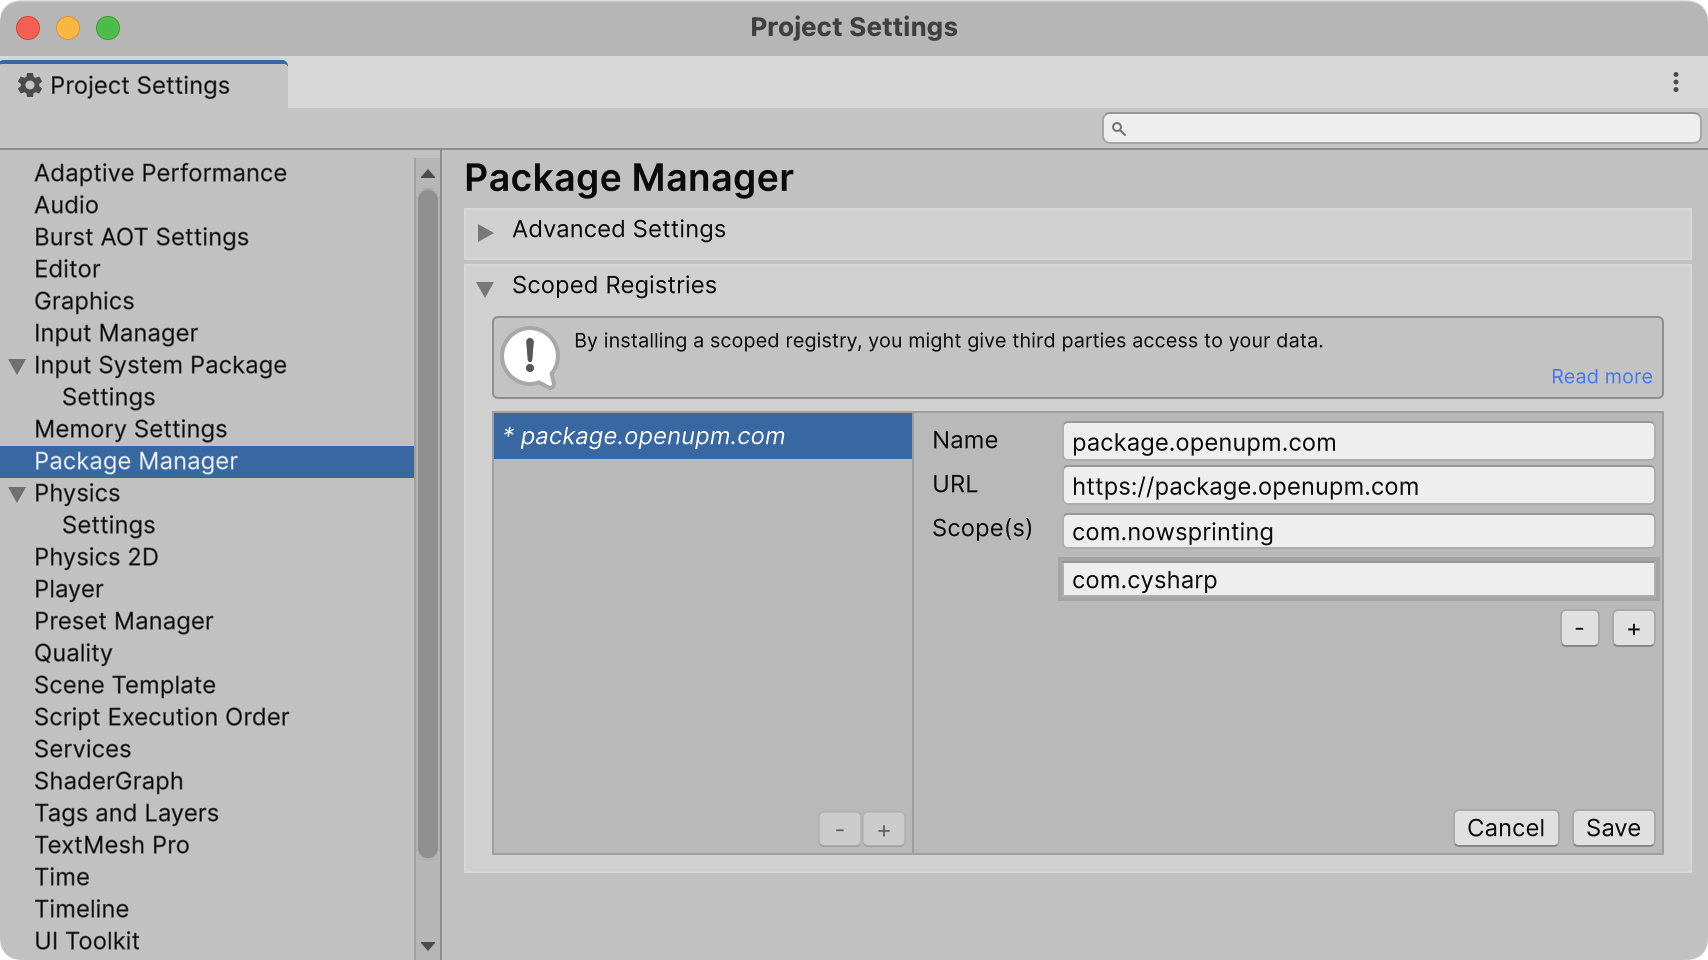 Project Settings
Project Settings
Adaptive Performance
Audio
Burst AOT Settings
Editor
Graphics
Input Manager
Input System Package
Settings
Memory Settings
Package Manager
Physics
Settings
Physics 2D
Player
Preset Manager
Quality
Scene Template
Script Execution Order
Services
ShaderGraph
Tags and Layers
TextMesh Pro
Time
Timeline
UI Toolkit
Package Manager
Advanced Settings
Scoped Registries
! By installing a scoped registry, you might give third parties access to your data.
Read more
* package.openupm.com
- +
Name package.openupm.com
URL https://package.openupm.com
Scope(s) com.nowsprinting
com.cysharp
- +
Cancel Save